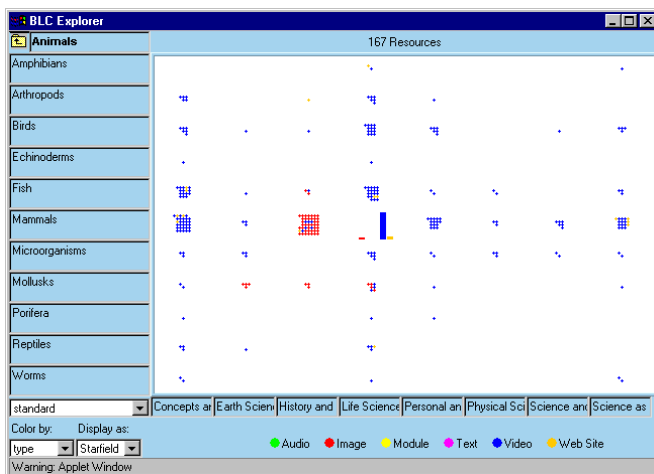 BLC Explorer
Animals
167 Resources
Amphibians
Arthropods
Birds
Echinoderms
Fish
Mammals
Microorganisms
Mollusks
Porifera
Reptiles
Worms
standard
Concepts ar Earth Scien History and Life Science Personal an Physical Sci Science and Science as
Color by: Display as:
type Starfield
Audio Image Module Text Video Web Site
Warning: Applet Window